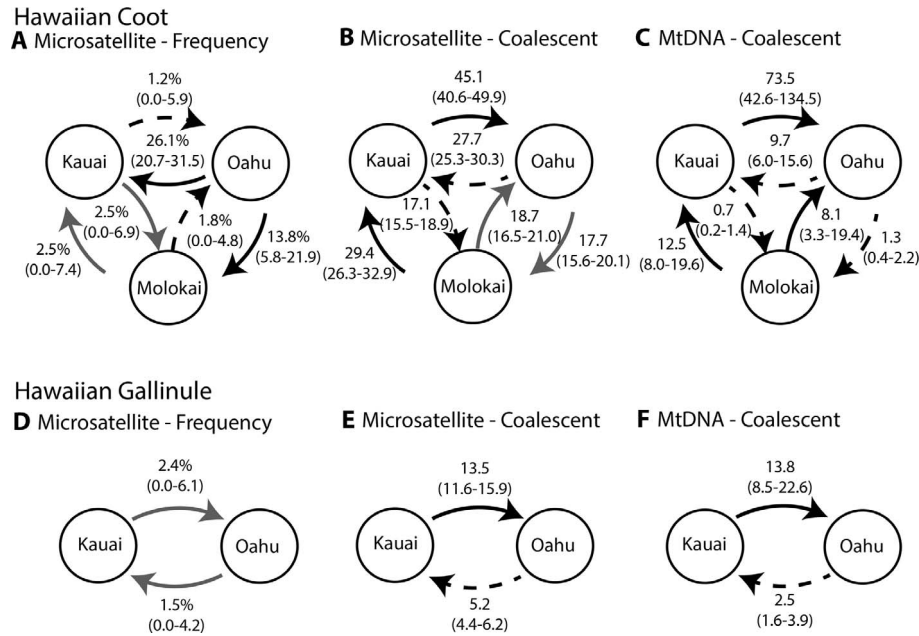 Hawaiian Coot
A Microsatellite - Frequency
1.2%
(0.0-5.9)
Kauai
26.1%
(20.7-31.5)
Oahu
2.5%
(0.0-6.9)
1.8%
(0.0-4.8)
2.5%
(0.0-7.4)
13.8%
(5.8-21.9)
Molokai
B Microsatellite - Coalescent
45.1
(40.6-49.9)
Kauai
27.7
(25.3-30.3)
Oahu
17.1
(15.5-18.9)
18.7
(16.5-21.0)
29.4
(26.3-32.9)
17.7
(15.6-20.1)
Molokai
C MtDNA - Coalescent
73.5
(42.6-134.5)
Kauai
9.7
(6.0-15.6)
Oahu
0.7
(0.2-1.4)
8.1
(3.3-19.4)
12.5
(8.0-19.6)
1.3
(0.4-2.2)
Molokai
Hawaiian Gallinule
D Microsatellite - Frequency
2.4%
(0.0-6.1)
Kauai
Oahu
1.5%
(0.0-4.2)
E Microsatellite - Coalescent
13.5
(11.6-15.9)
Kauai
Oahu
5.2
(4.4-6.2)
F MtDNA - Coalescent
13.8
(8.5-22.6)
Kauai
Oahu
2.5
(1.6-3.9)